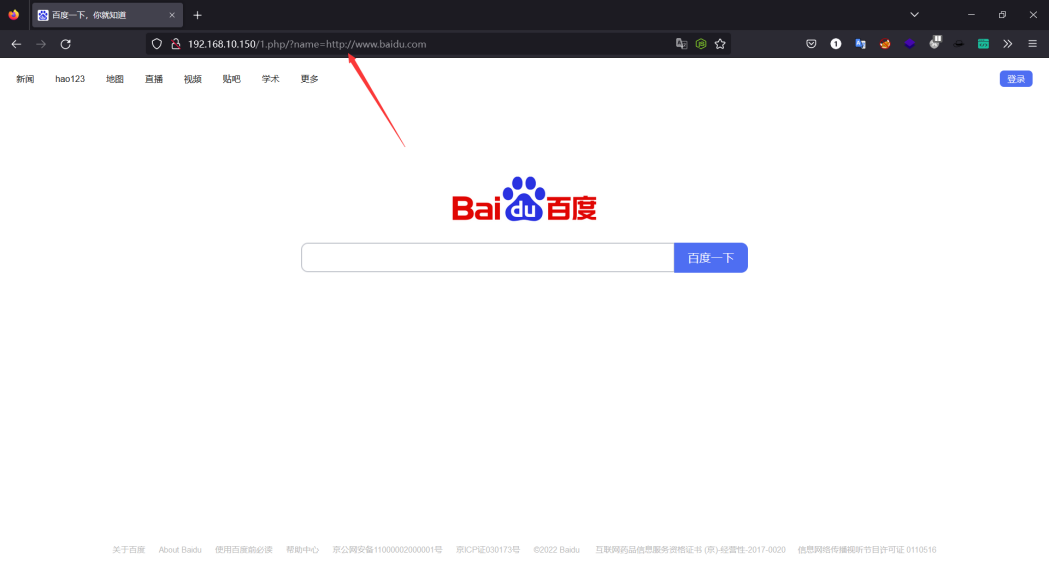 百度一下，你就知道
192.168.10.150/1.php/?name=http://www.baidu.com
新闻 hao123 地图 直播 视频 贴吧 学术 更多 登录
Bai du 百度
百度一下
关于百度 About Baidu 使用百度前必读 帮助中心 京公网安备11000002000001号 京ICP证030173号 ©2022 Baidu 互联网药品信息服务资格证书 (京)-经营性-2017-0020 信息网络传播视听节目许可证 0110516